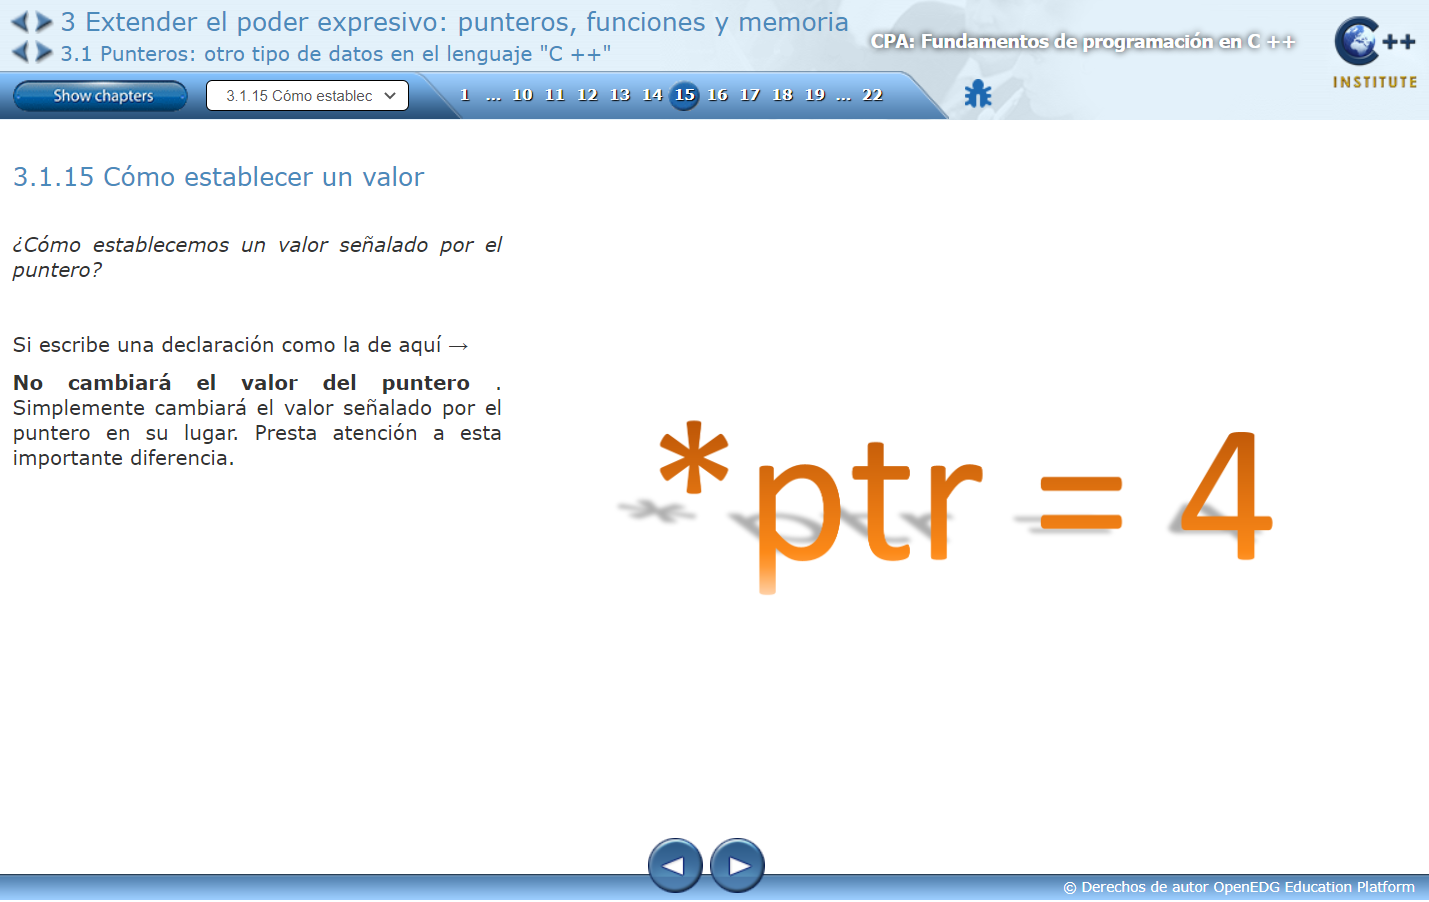 3 Extender el poder expresivo: punteros, funciones y memoria
3.1 Punteros: otro tipo de datos en el lenguaje "C ++"
CPA: Fundamentos de programación en C ++
C++
INSTITUTE
Show chapters
3.1.15 Cómo establec
1 ... 10 11 12 13 14 15 16 17 18 19 ... 22
3.1.15 Cómo establecer un valor
¿Cómo establecemos un valor señalado por el
puntero?
Si escribe una declaración como la de aquí →
No cambiará el valor del puntero .
Simplemente cambiará el valor señalado por el
puntero en su lugar. Presta atención a esta
importante diferencia.
*ptr = 4
© Derechos de autor OpenEDG Education Platform